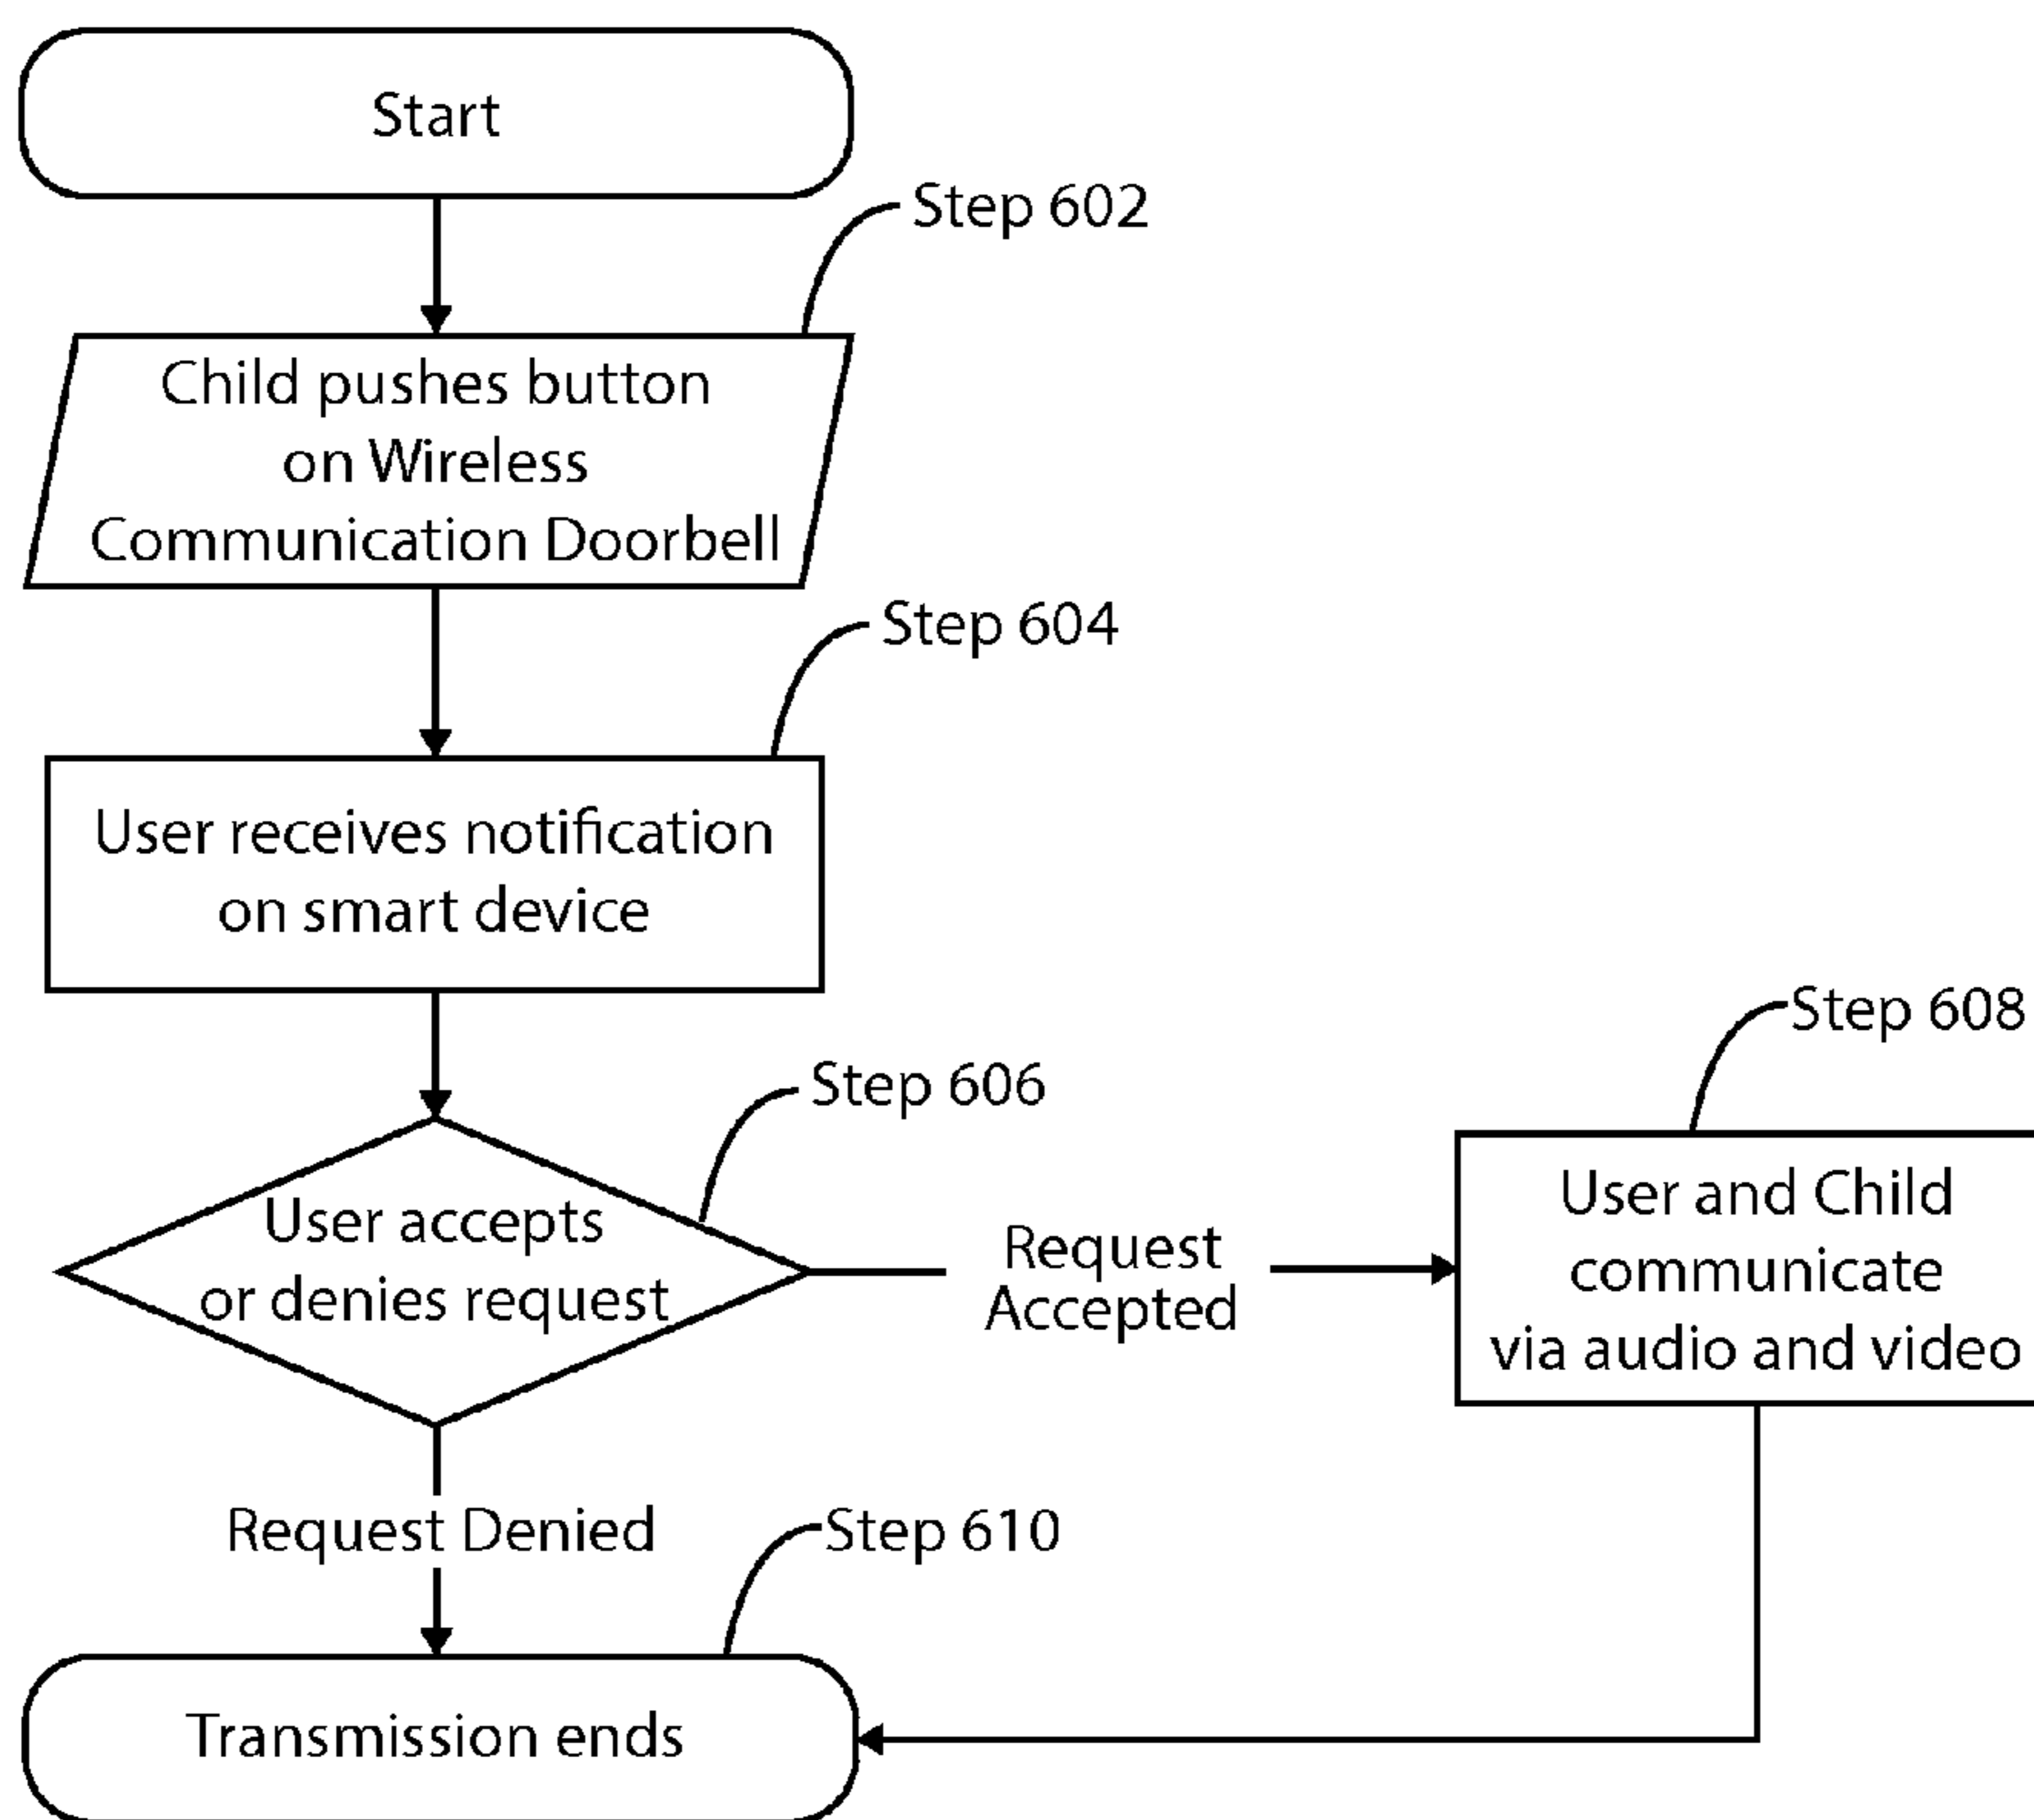 Start
Step 602
Child pushes button
on Wireless
Communication Doorbell
Step 604
User receives notification
on smart device
Step 606
User accepts
or denies request
Request
Accepted
Step 608
User and Child
communicate
via audio and video
Request Denied
Step 610
Transmission ends